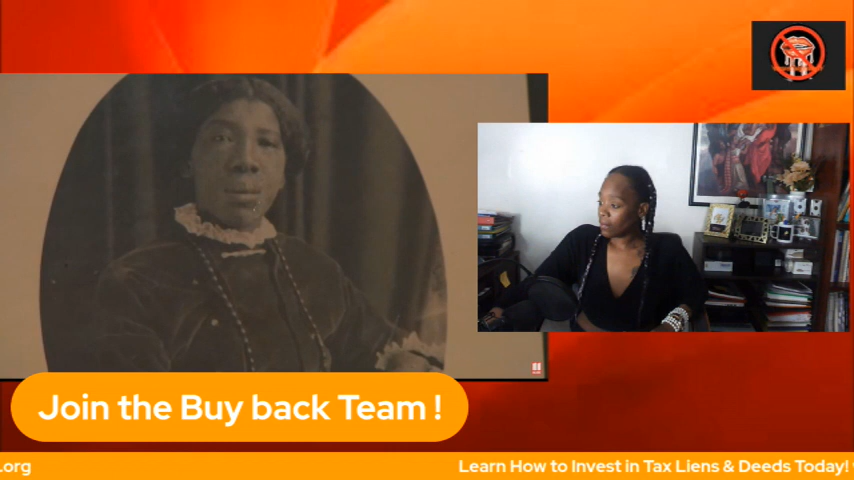 Join the Buy back Team !
.org
Learn How to Invest in Tax Liens & Deeds Today!